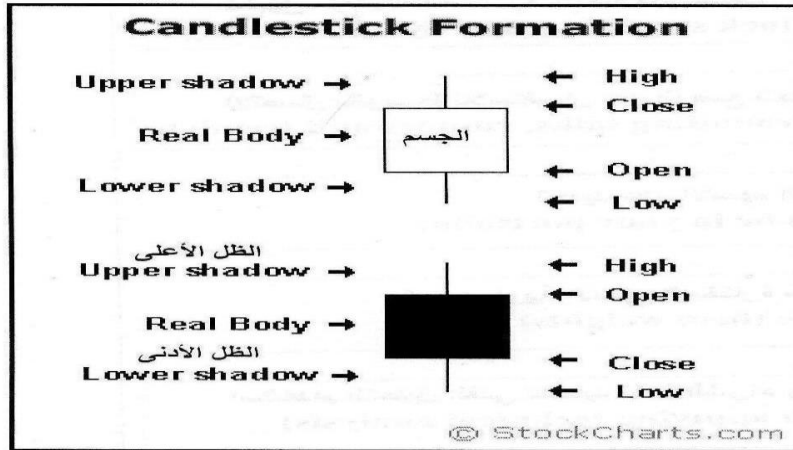 Candlestick Formation
Upper shadow → ← High
← Close
Real Body → الجسم
← Open
Lower shadow → ← Low
الظل الأعلى
Upper shadow → ← High
← Open
Real Body →
الظل الأدنى
← Close
Lower shadow → ← Low
© StockCharts.com